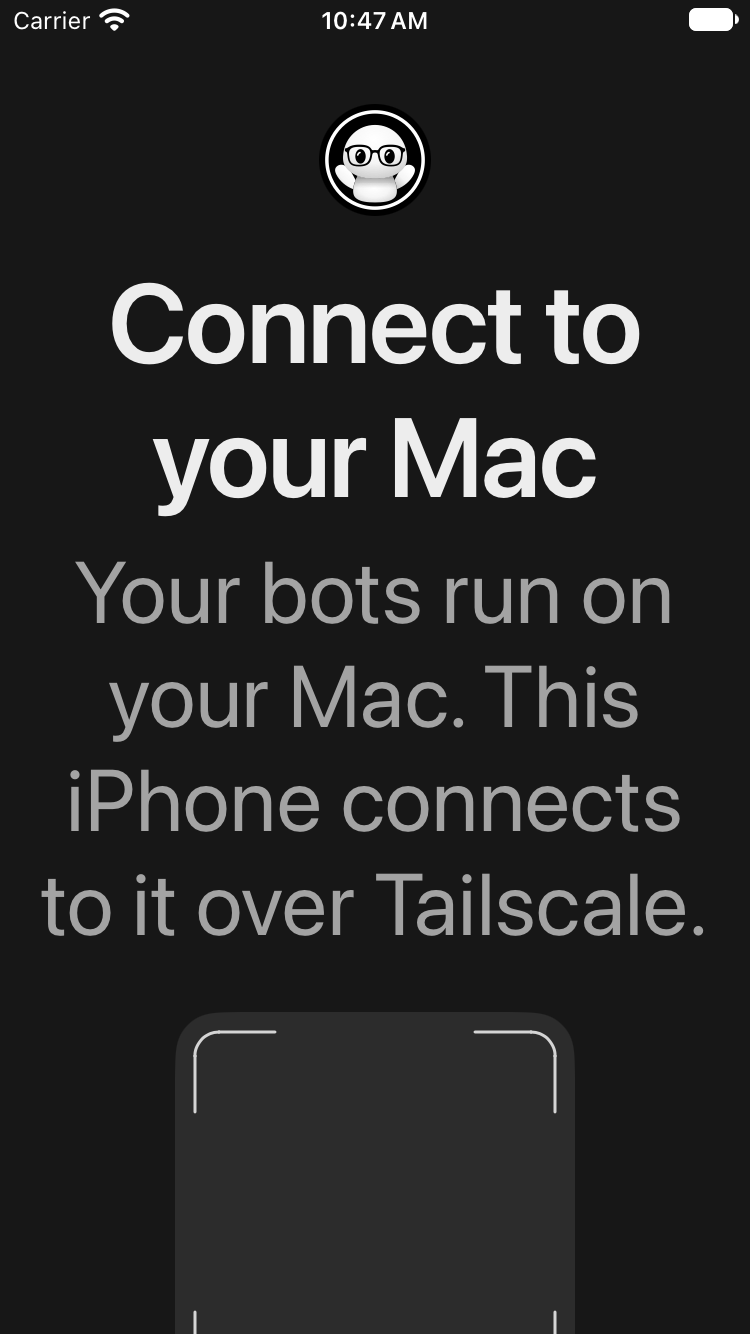 Carrier
10:47 AM
Connect to
your Mac
Your bots run on
your Mac. This
iPhone connects
to it over Tailscale.